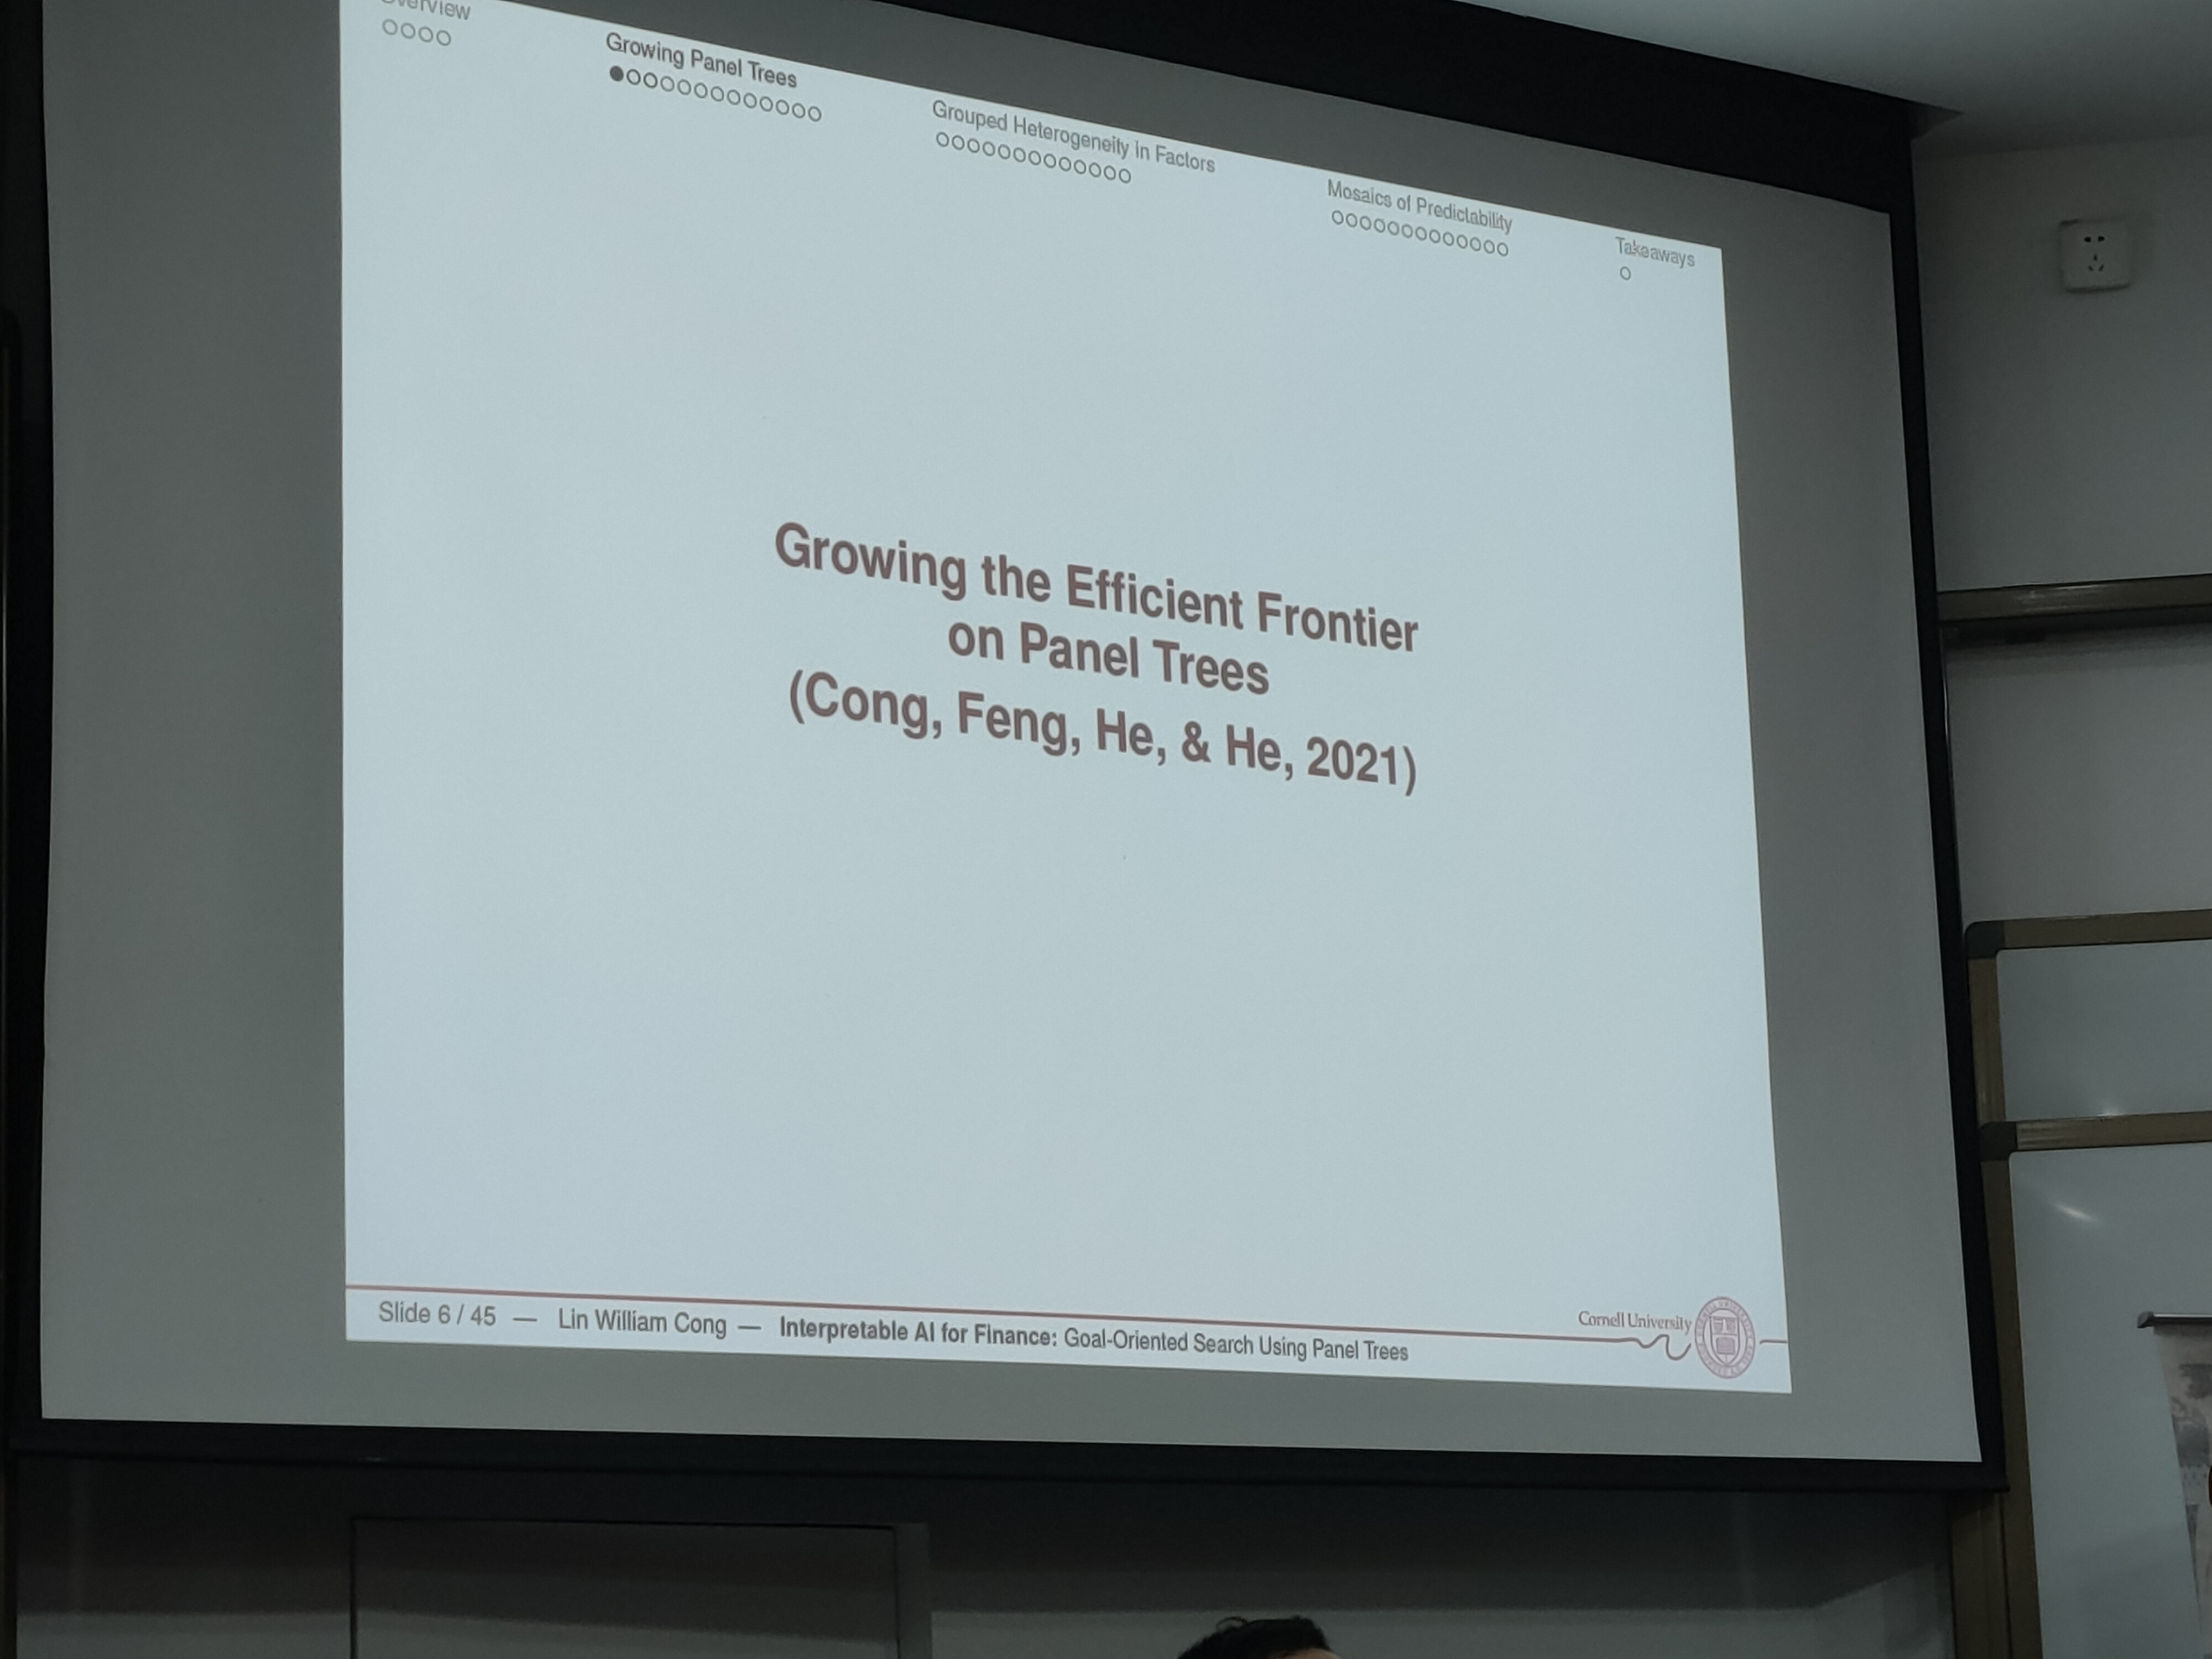 Growing Panel Trees
Grouped Heterogeneity in Factors
Mosaics of Predictability
Takeaways
Growing the Efficient Frontier
on Panel Trees
(Cong, Feng, He, & He, 2021)
Slide 6 / 45 — Lin William Cong — Interpretable AI for Finance: Goal-Oriented Search Using Panel Trees
Cornell University